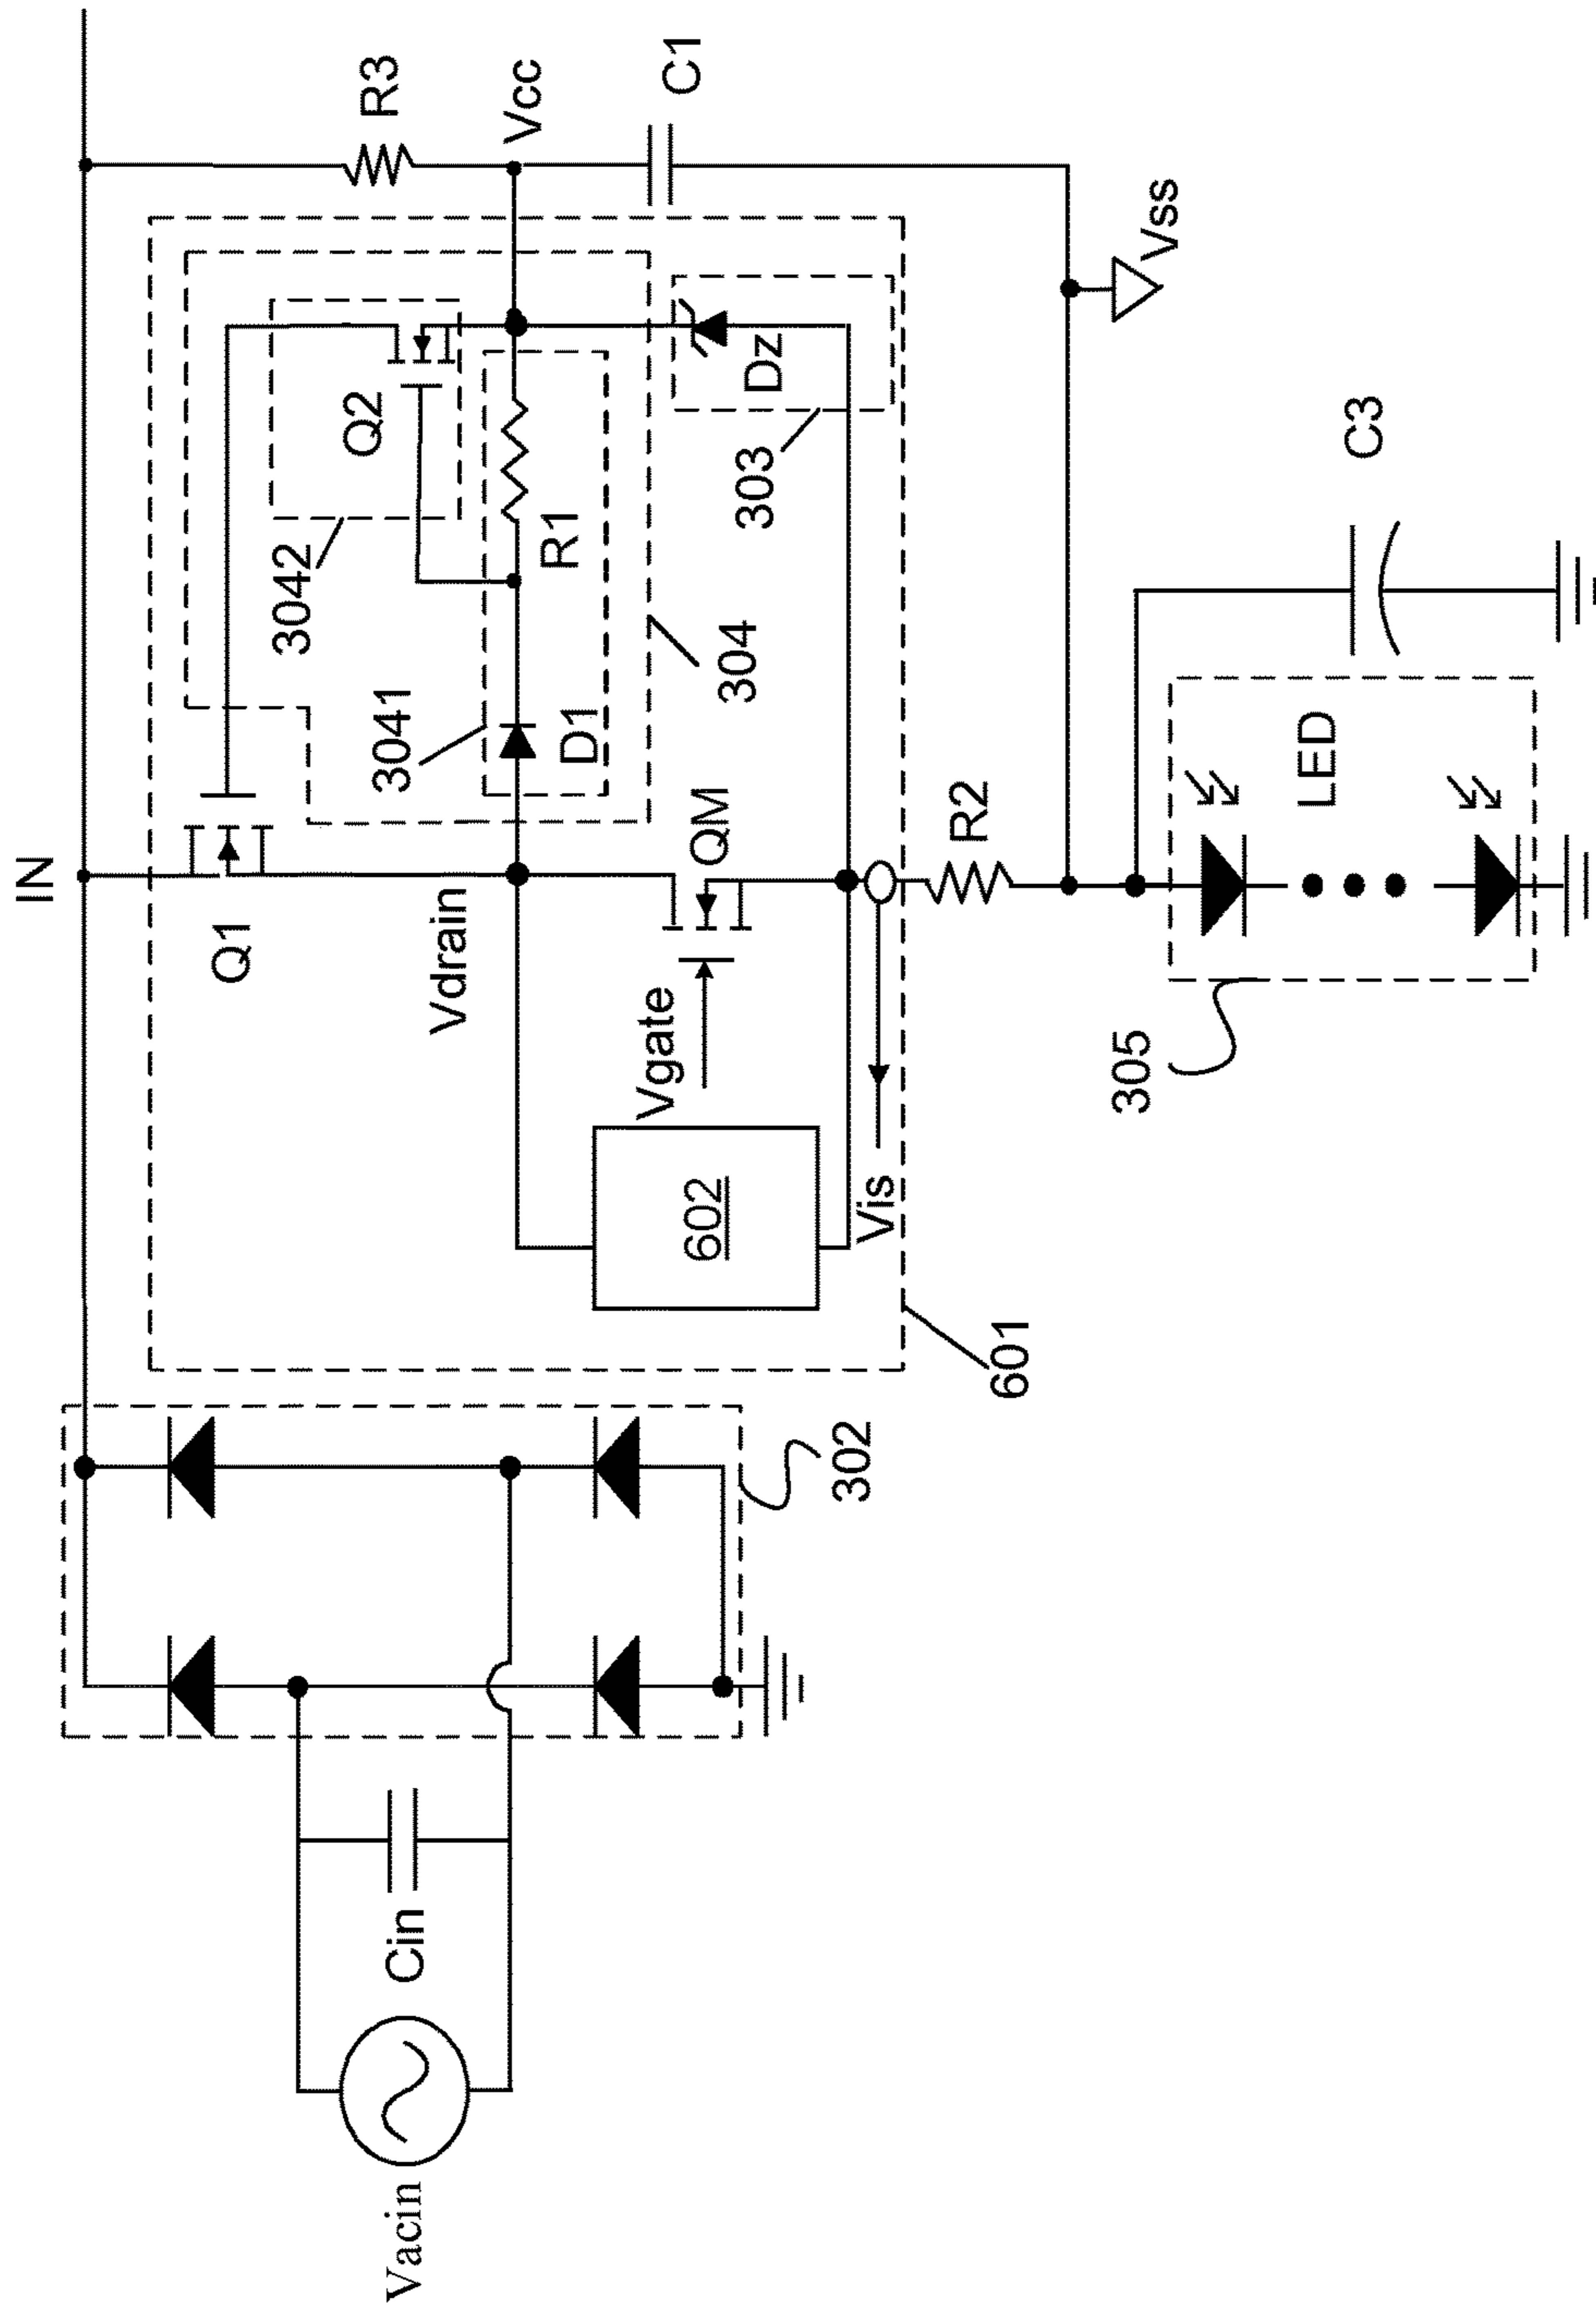 IN
R3
Vcc
C1
Q1
Q2
3042
R1
3041
D1
304
Dz
303
Vdrain
QM
Vgate
602
Vis
601
R2
Vss
C3
LED
305
302
Cin
Vacin